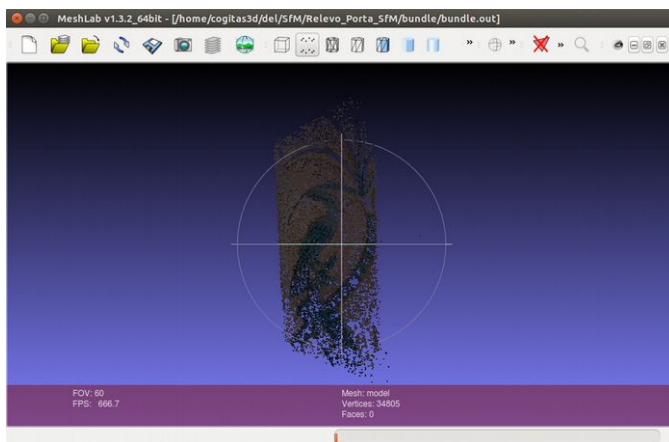 MeshLab v1.3.2_64bit - [/home/cogitas3d/del/SfM/Relevo_Porta_SfM/bundle/bundle.out]
»
»
»
FOV: 60
FPS: 666.7
Mesh: model
Vertices: 34805
Faces: 0